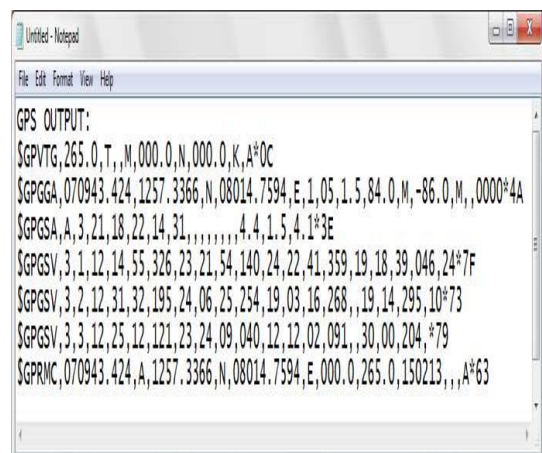 Untitled - Notepad
File Edit Format View Help
GPS OUTPUT:
$GPVTG,265.0,T,,M,000.0,N,000.0,K,A*0C
$GPGGA,070943.424,1257.3366,N,08014.7594,E,1,05,1.5,84.0,M,-86.0,M,,0000*4A
$GPGSA,A,3,21,18,22,14,31,,,,,,,,4.4,1.5,4.1*3E
$GPGSV,3,1,12,14,55,326,23,21,54,140,24,22,41,359,19,18,39,046,24*7F
$GPGSV,3,2,12,31,32,195,24,06,25,254,19,03,16,268,,19,14,295,10*73
$GPGSV,3,3,12,25,12,121,23,24,09,040,12,12,02,091,,30,00,204,*79
$GPRMC,070943.424,A,1257.3366,N,08014.7594,E,000.0,265.0,150213,,,A*63